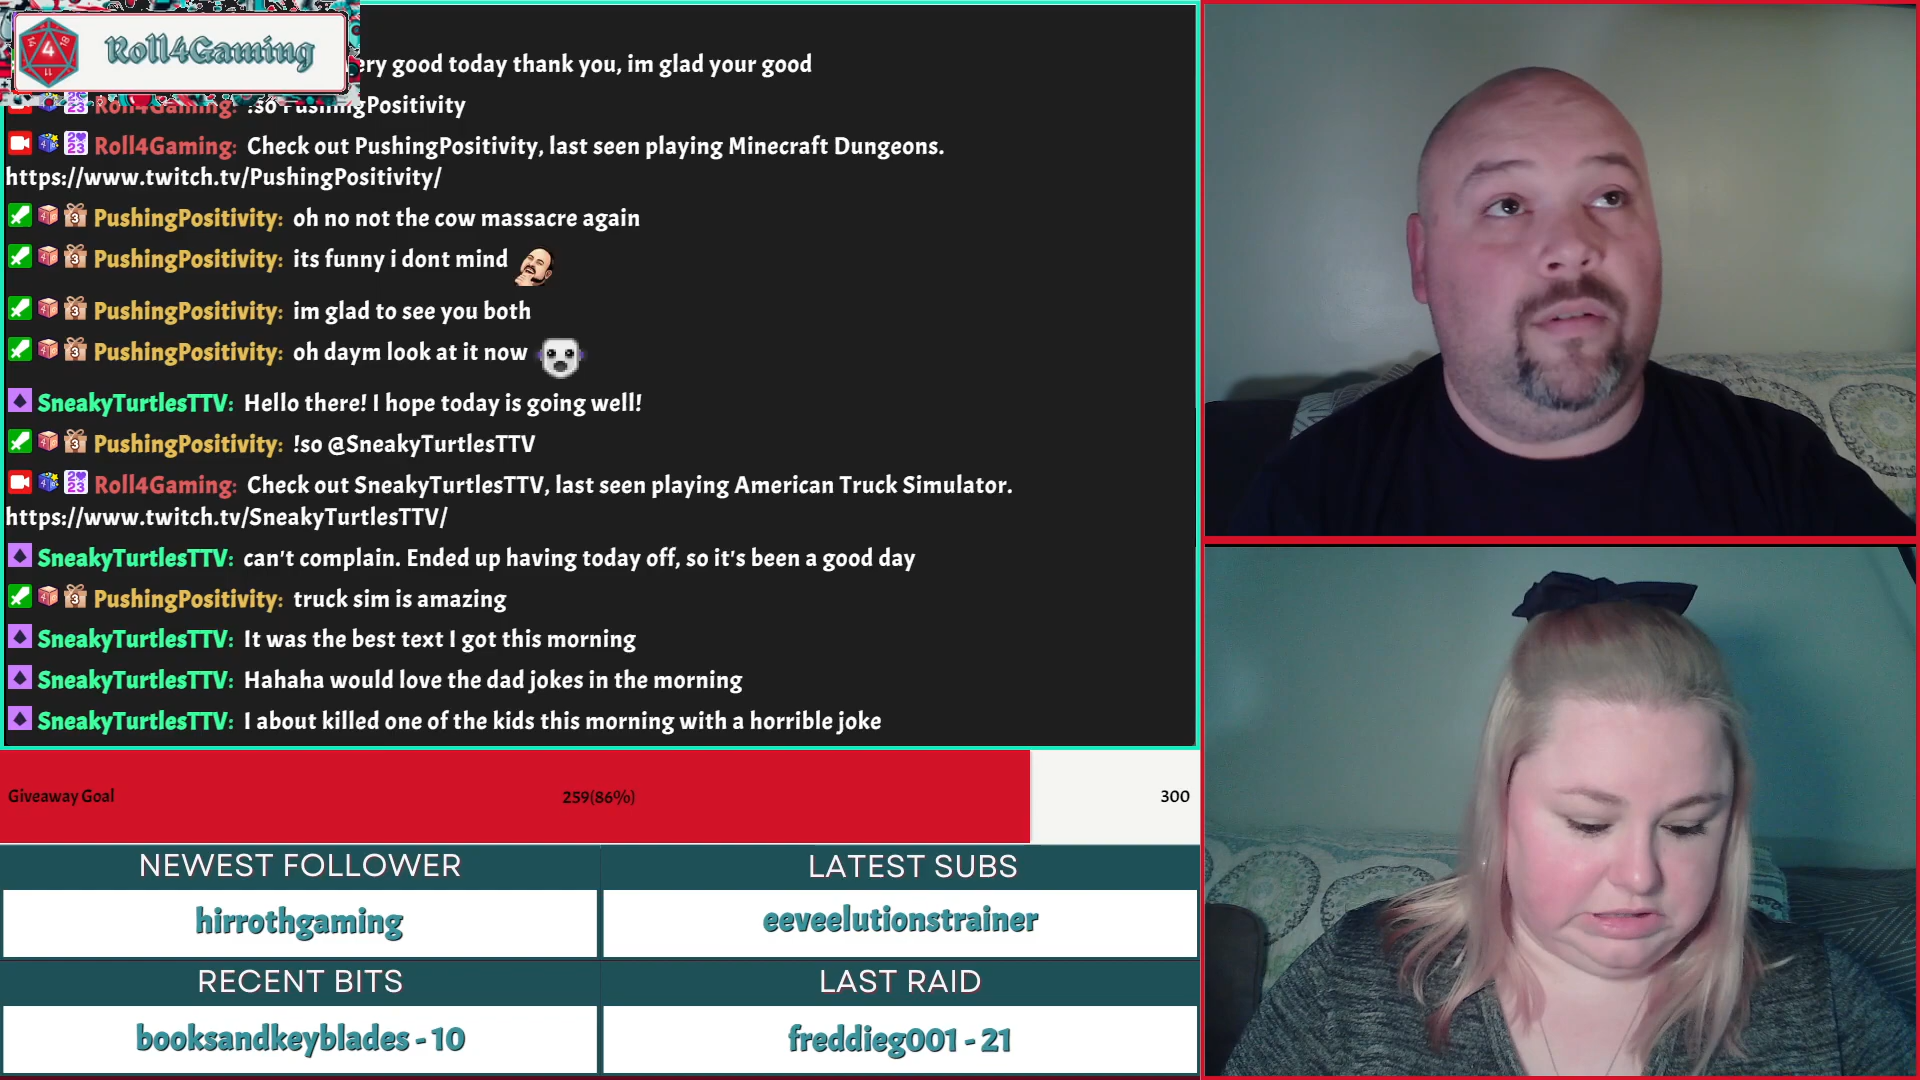 Roll4Gaming
ery good today thank you, im glad your good
Roll4Gaming: !so PushingPositivity
Roll4Gaming: Check out PushingPositivity, last seen playing Minecraft Dungeons.
https://www.twitch.tv/PushingPositivity/
PushingPositivity: oh no not the cow massacre again
PushingPositivity: its funny i dont mind
PushingPositivity: im glad to see you both
PushingPositivity: oh daym look at it now
SneakyTurtlesTTV: Hello there! I hope today is going well!
PushingPositivity: !so @SneakyTurtlesTTV
Roll4Gaming: Check out SneakyTurtlesTTV, last seen playing American Truck Simulator.
https://www.twitch.tv/SneakyTurtlesTTV/
SneakyTurtlesTTV: can't complain. Ended up having today off, so it's been a good day
PushingPositivity: truck sim is amazing
SneakyTurtlesTTV: It was the best text I got this morning
SneakyTurtlesTTV: Hahaha would love the dad jokes in the morning
SneakyTurtlesTTV: I about killed one of the kids this morning with a horrible joke
Giveaway Goal 259(86%) 300
NEWEST FOLLOWER LATEST SUBS
hirrothgaming eeveelutionstrainer
RECENT BITS LAST RAID
booksandkeyblades - 10 freddieg001 - 21